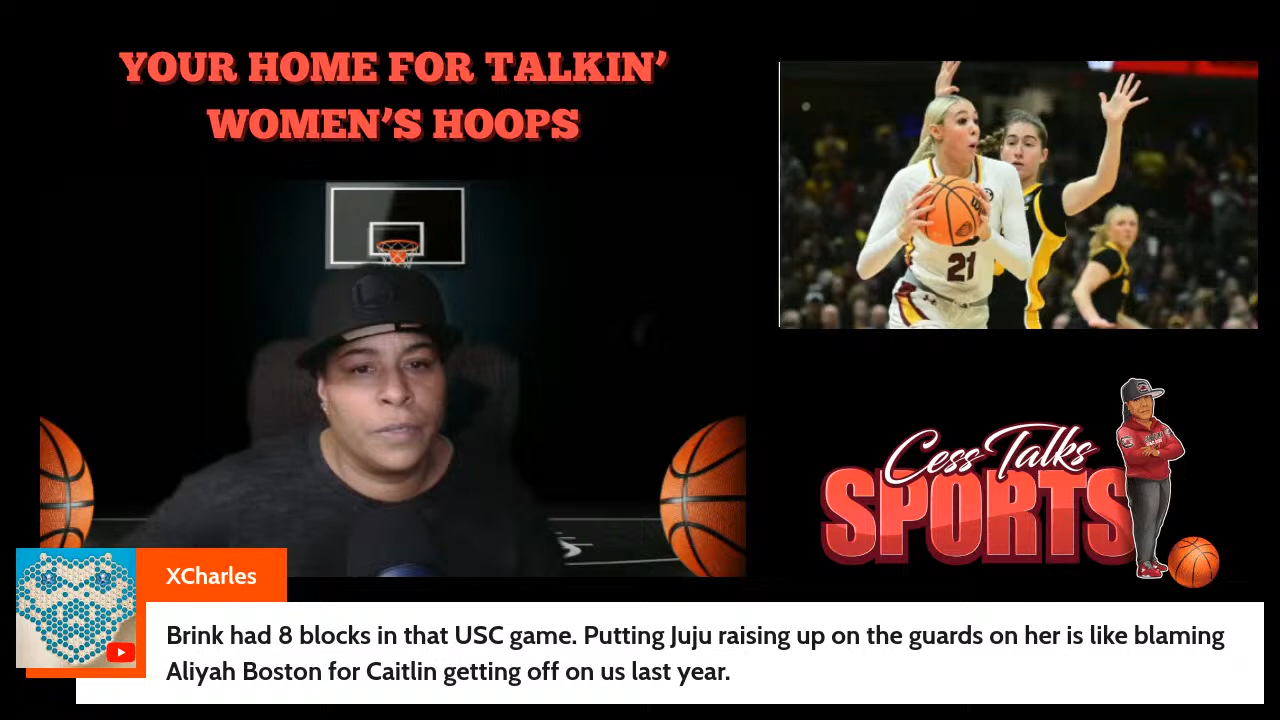 YOUR HOME FOR TALKIN'
WOMEN'S HOOPS
21
Cess Talks
SPORTS
XCharles
Brink had 8 blocks in that USC game. Putting Juju raising up on the guards on her is like blaming
Aliyah Boston for Caitlin getting off on us last year.